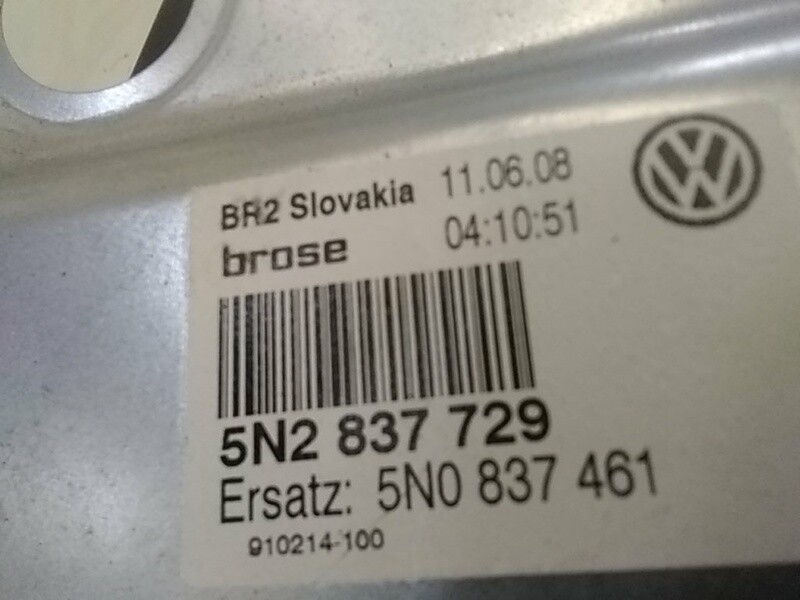 BR2 Slovakia 11.06.08
brose 04:10:51
5N2 837 729
Ersatz: 5N0 837 461
910214-100